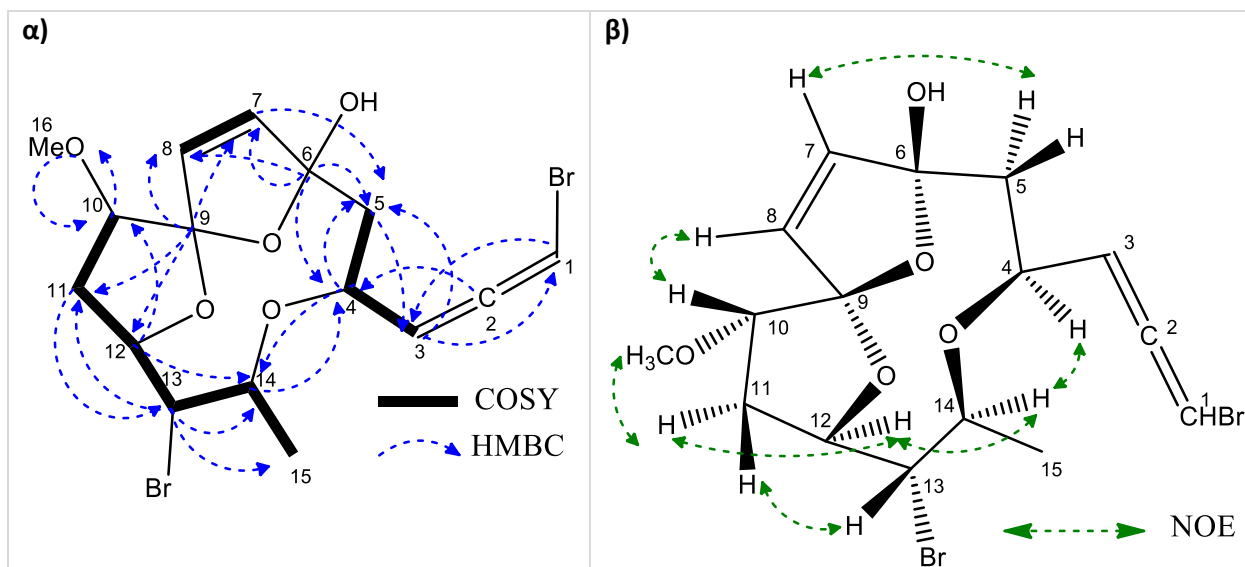 α)
7
OH
16
MeO
8
6
Br
10
9
5
O
1
11
O
O
4
2
12
3
13
14
COSY
15
HMBC
Br
β)
H
OH
H
H
7
6
5
8
H
3
O
4
H
9
2
10
H
H3CO
O
O
11
H
1
14
H
CHBr
12
H
15
H
13
H
NOE
Br